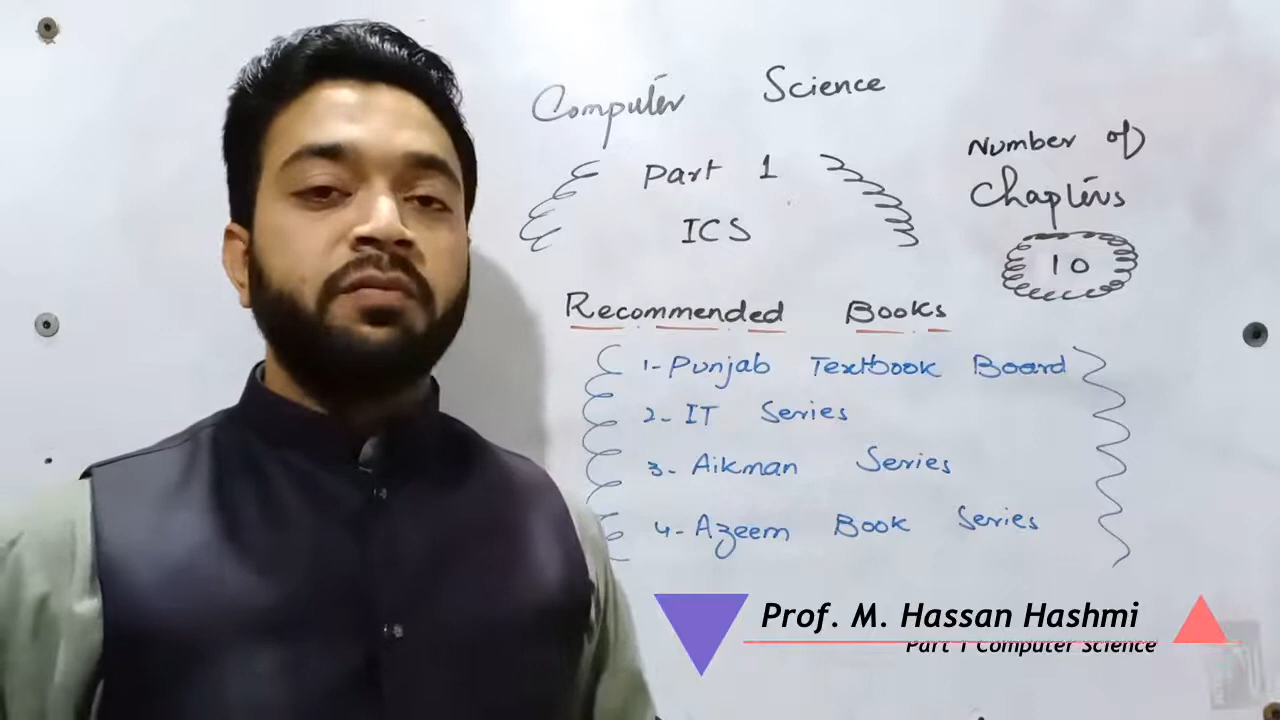 Computer Science
Part 1
ICS
Number of
Chapters
10
Recommended Books
1- Punjab Textbook Board
2- IT Series
3- Aikman Series
4- Azeem Book Series
Prof. M. Hassan Hashmi
Part 1 Computer Science